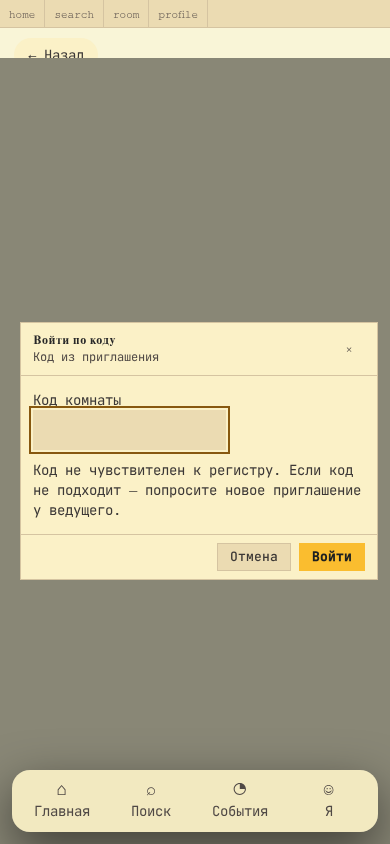 home search room profile
← Назад
Войти по коду
Код из приглашения
×
Код комнаты
Код не чувствителен к регистру. Если код
не подходит — попросите новое приглашение
у ведущего.
Отмена Войти
Главная Поиск События Я